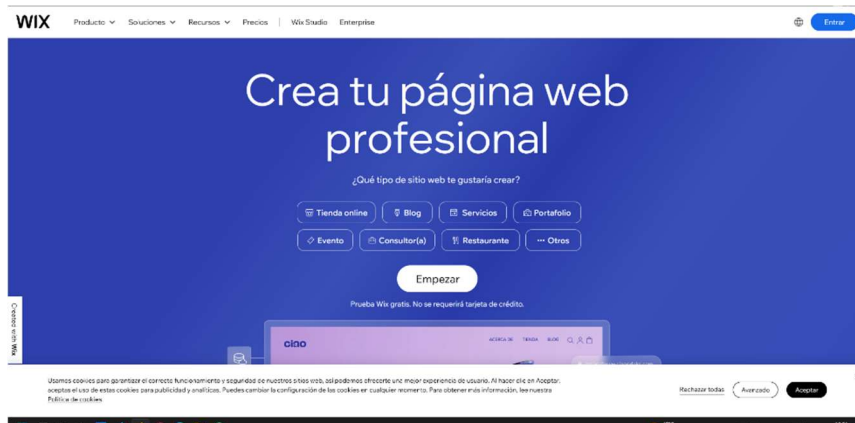 WIX Producto Soluciones Recursos Precios Wix Studio Enterprise Entrar
Crea tu página web
profesional
¿Qué tipo de sitio web te gustaría crear?
Tienda online Blog Servicios Portafolio
Evento Consultor(a) Restaurante ··· Otros
Empezar
Prueba Wix gratis. No se requerirá tarjeta de crédito.
Created with Wix
ciao ACERCA DE TIENDA BLOG
Usamos cookies para garantizar el correcto funcionamiento y seguridad de nuestros sitios web, así podemos ofrecerte una mejor experiencia de usuario. Al hacer clic en Aceptar,
aceptas el uso de estas cookies para publicidad y analíticas. Puedes cambiar la configuración de las cookies en cualquier momento. Para obtener más información, lee nuestra
Política de cookies
Rechazar todas Avanzado Aceptar